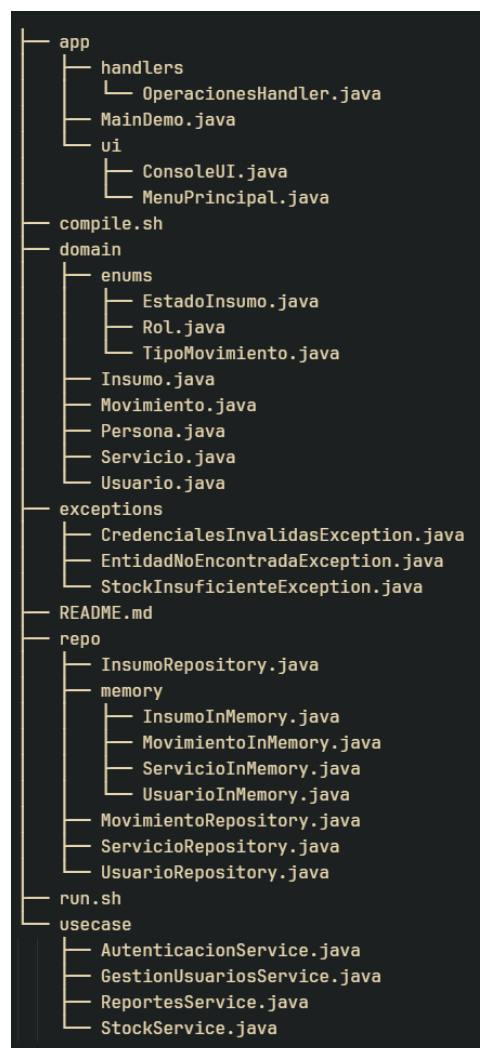 ├── app
│   ├── handlers
│   │   └── OperacionesHandler.java
│   ├── MainDemo.java
│   └── ui
│       ├── ConsoleUI.java
│       └── MenuPrincipal.java
├── compile.sh
├── domain
│   ├── enums
│   │   ├── EstadoInsumo.java
│   │   ├── Rol.java
│   │   └── TipoMovimiento.java
│   ├── Insumo.java
│   ├── Movimiento.java
│   ├── Persona.java
│   ├── Servicio.java
│   └── Usuario.java
├── exceptions
│   ├── CredencialesInvalidasException.java
│   ├── EntidadNoEncontradaException.java
│   └── StockInsuficienteException.java
├── README.md
├── repo
│   ├── InsumoRepository.java
│   ├── memory
│   │   ├── InsumoInMemory.java
│   │   ├── MovimientoInMemory.java
│   │   ├── ServicioInMemory.java
│   │   └── UsuarioInMemory.java
│   ├── MovimientoRepository.java
│   ├── ServicioRepository.java
│   └── UsuarioRepository.java
├── run.sh
└── usecase
    ├── AutenticacionService.java
    ├── GestionUsuariosService.java
    ├── ReportesService.java
    └── StockService.java